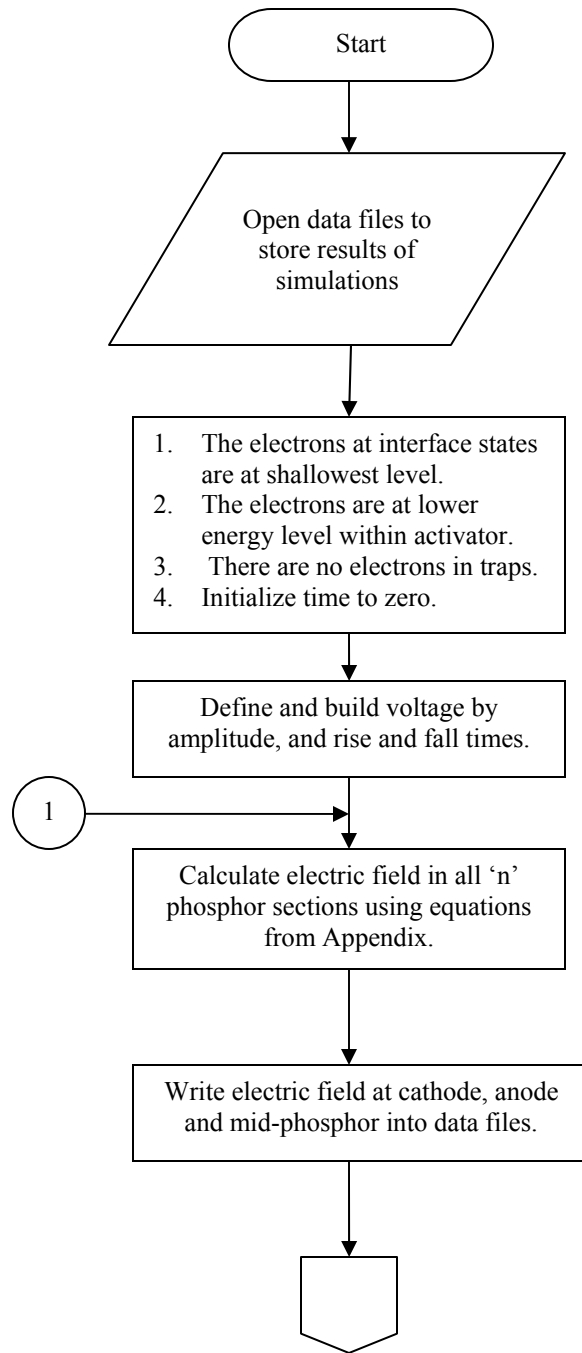 Start
Open data files to
store results of
simulations
1. The electrons at interface states
are at shallowest level.
2. The electrons are at lower
energy level within activator.
3. There are no electrons in traps.
4. Initialize time to zero.
Define and build voltage by
amplitude, and rise and fall times.
1
Calculate electric field in all ‘n’
phosphor sections using equations
from Appendix.
Write electric field at cathode, anode
and mid-phosphor into data files.